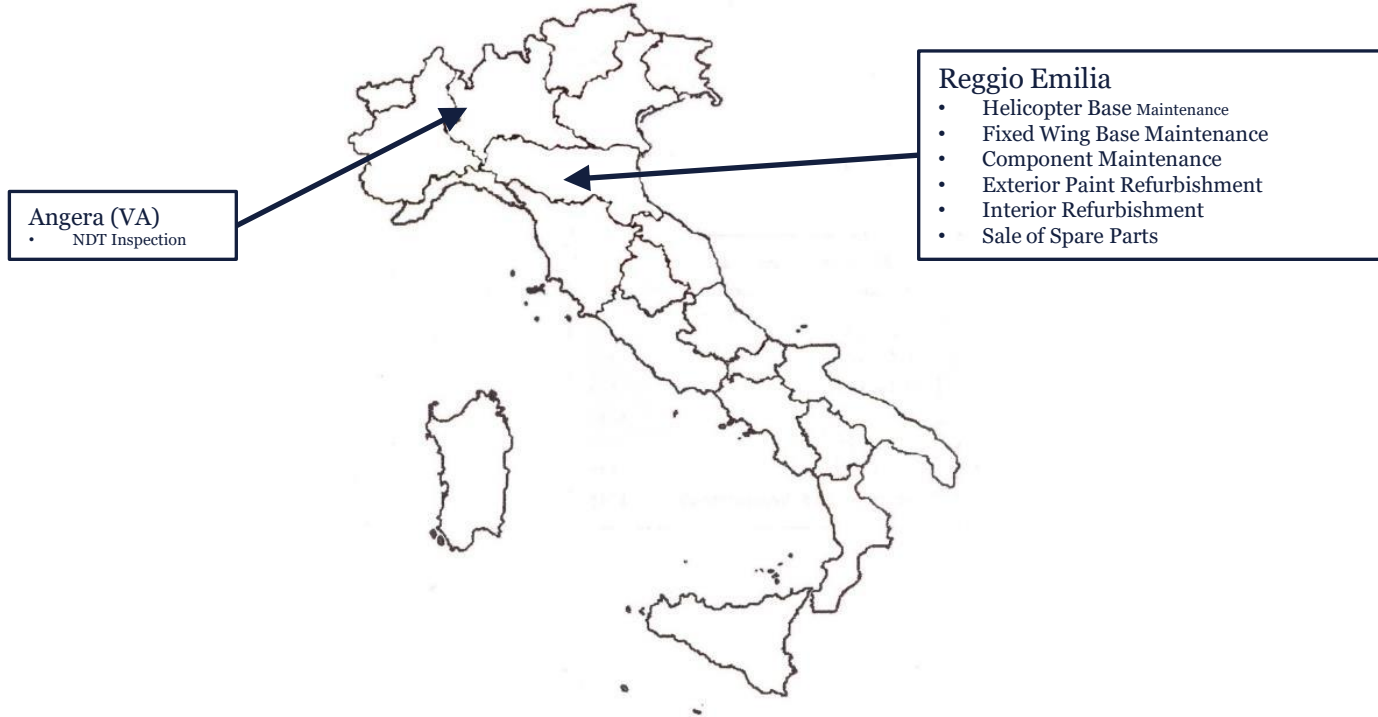 Angera (VA)
• NDT Inspection
Reggio Emilia
• Helicopter Base Maintenance
• Fixed Wing Base Maintenance
• Component Maintenance
• Exterior Paint Refurbishment
• Interior Refurbishment
• Sale of Spare Parts